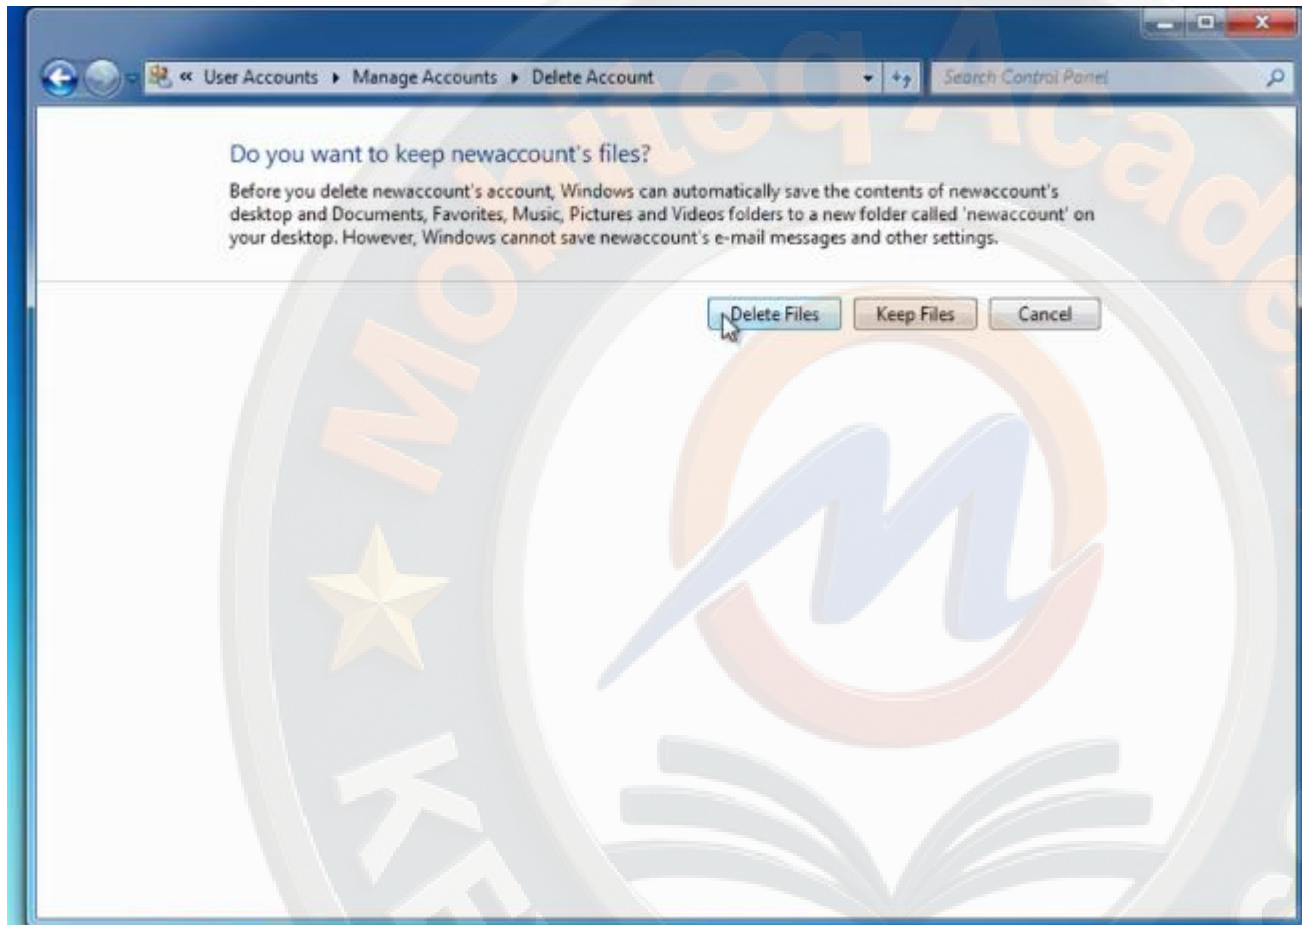 « User Accounts ▸ Manage Accounts ▸ Delete Account
Search Control Panel
Do you want to keep newaccount's files?
Before you delete newaccount's account, Windows can automatically save the contents of newaccount's
desktop and Documents, Favorites, Music, Pictures and Videos folders to a new folder called 'newaccount' on
your desktop. However, Windows cannot save newaccount's e-mail messages and other settings.
Delete Files Keep Files Cancel
Mobiteq